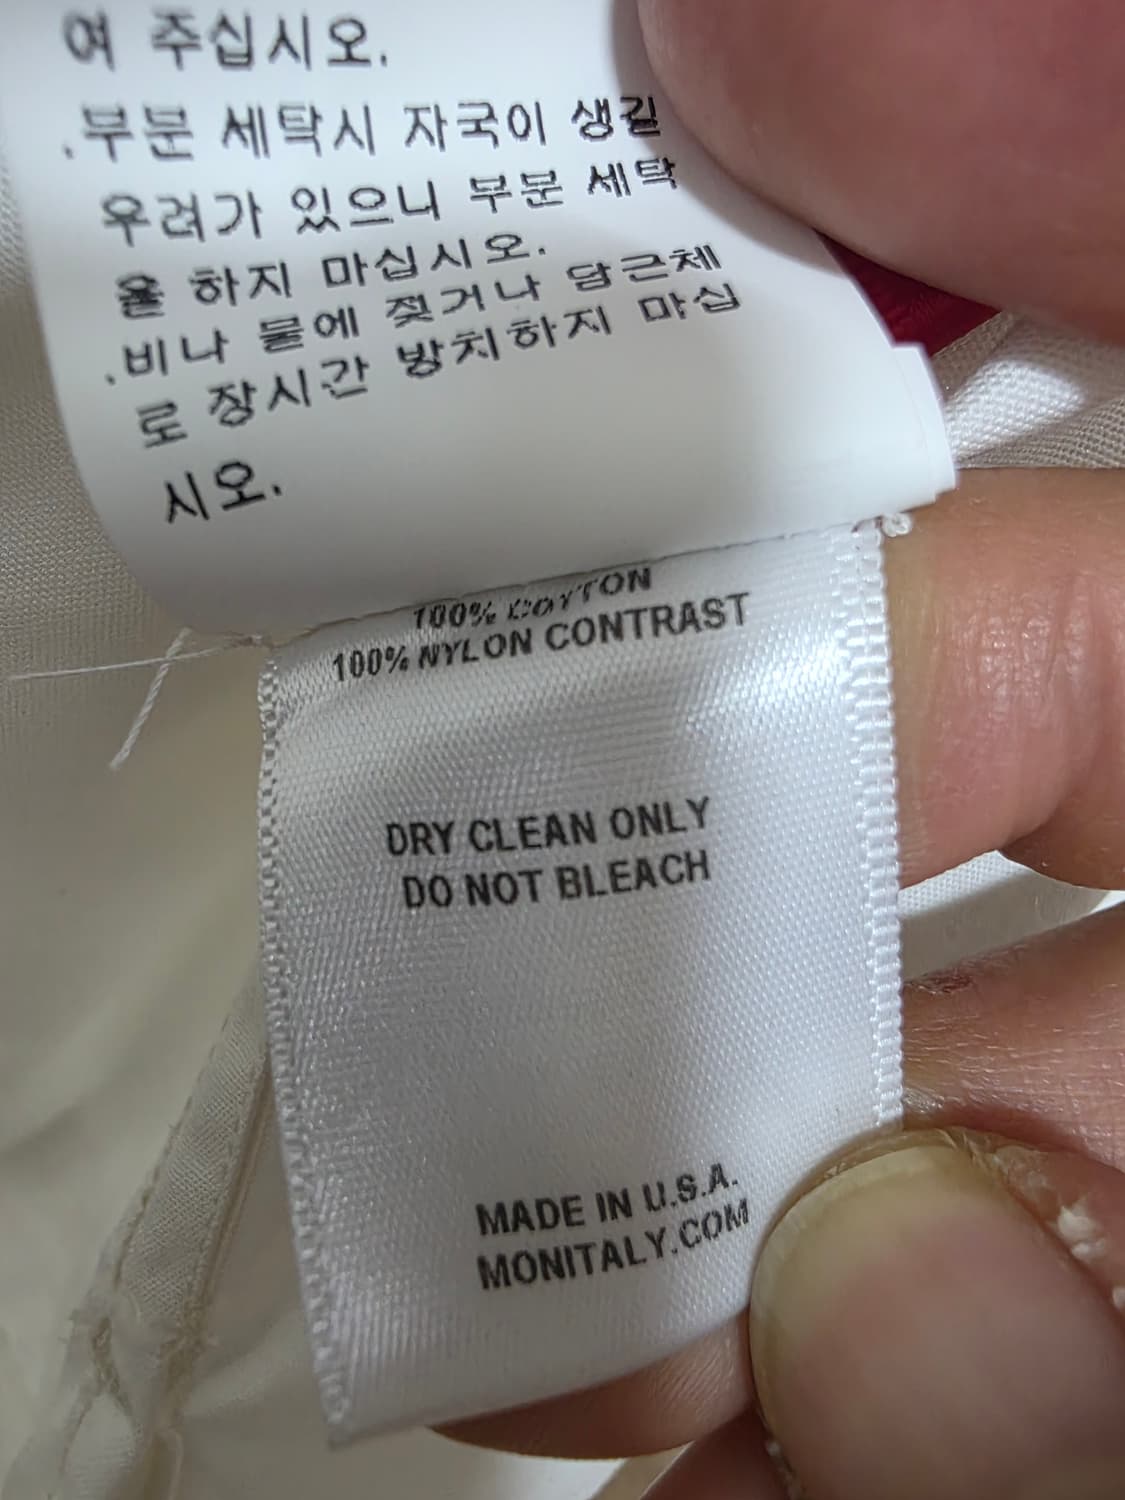 여 주십시오.
.부분 세탁시 자국이 생길
우려가 있으니 부분 세탁
을 하지 마십시오.
.비나 물에 젖거나 담근채
로 장시간 방치하지 마십
시오.
100% COTTON
100% NYLON CONTRAST
DRY CLEAN ONLY
DO NOT BLEACH
MADE IN U.S.A.
MONITALY.COM